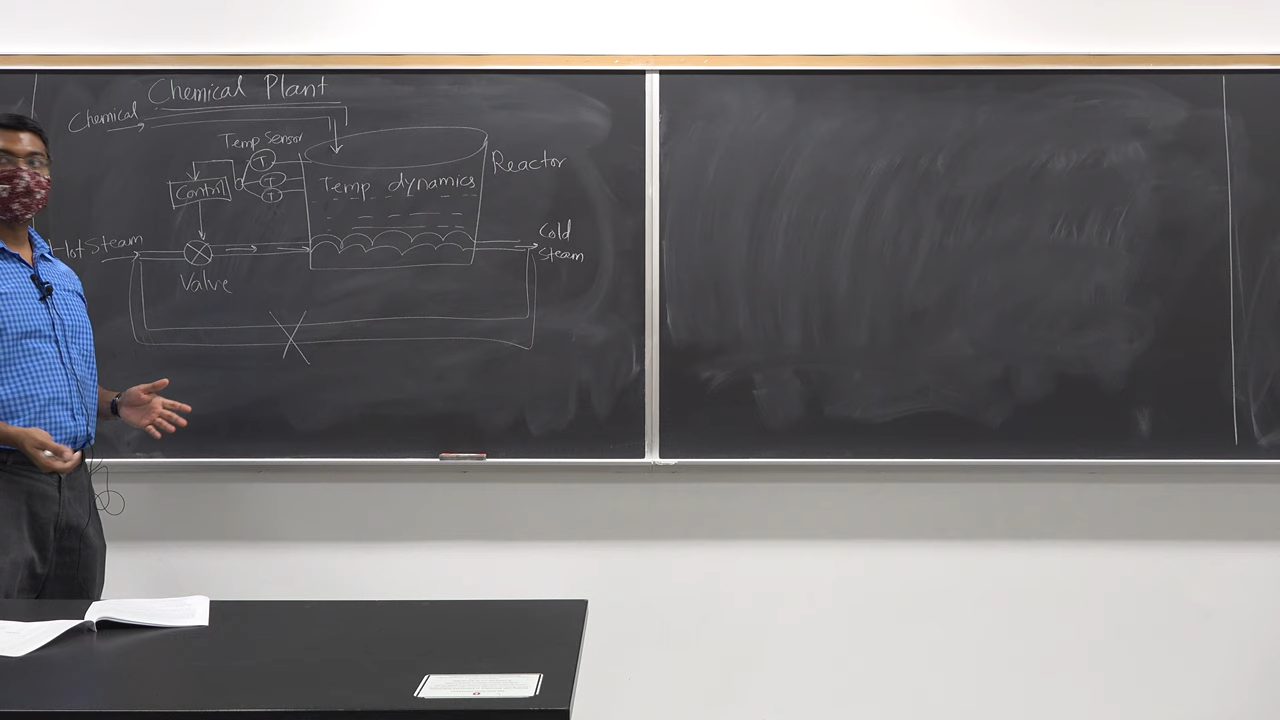 Chemical Plant
Chemical
Temp Sensor
T
T
T
Control
Reactor
Temp dynamics
Hot Steam
Valve
Cold
Steam